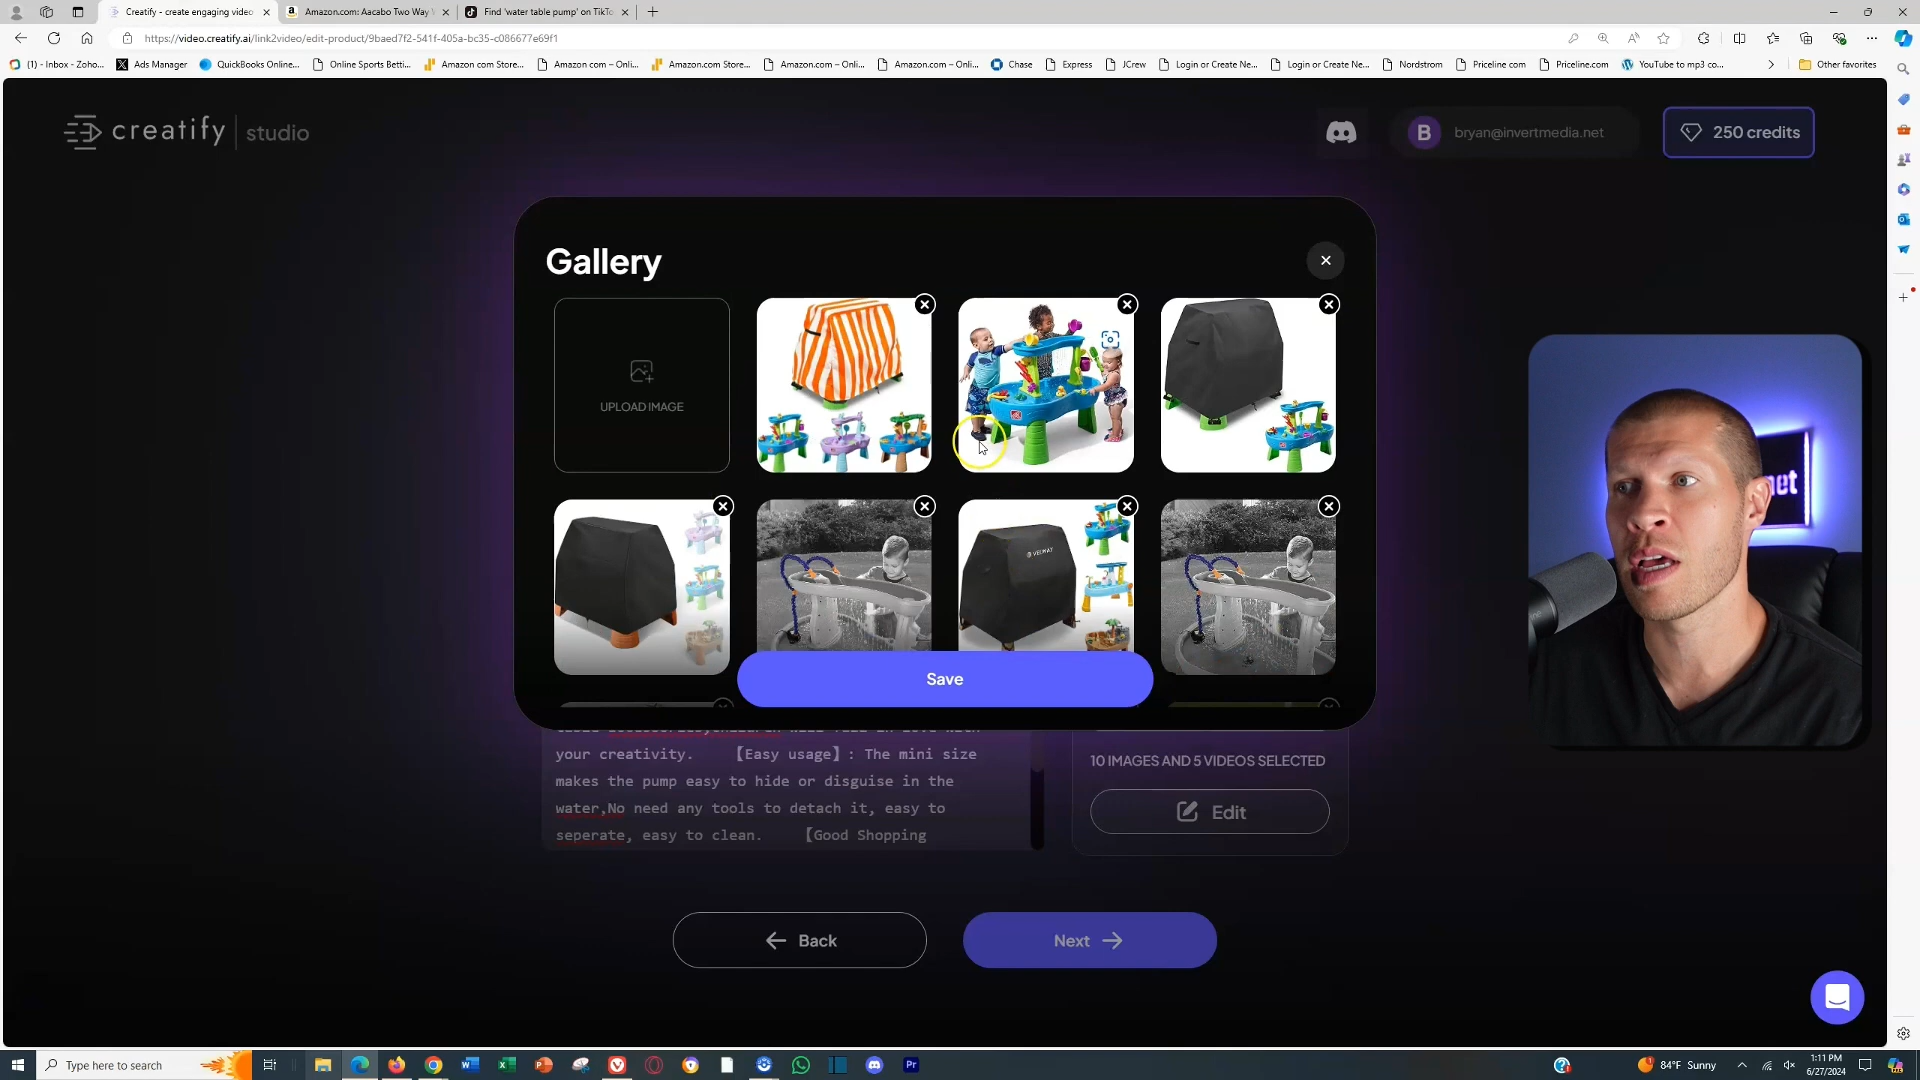 Creatify - create engaging video
Amazon.com: Aacabo Two Way
Find 'water table pump' on TikTo
https://video.creatify.ai/link2video/edit-product/9baed7f2-541f-405a-bc35-c086677e69f1
(1) - Inbox - Zoho...
Ads Manager
QuickBooks Online...
Online Sports Betti...
Amazon com Store...
Amazon com – Onli...
Amazon.com Store...
Amazon.com – Onli...
Amazon.com – Onli...
Chase
Express
JCrew
Login or Create Ne...
Login or Create Ne...
Nordstrom
Priceline com
Priceline.com
YouTube to mp3 co...
Other favorites
creatify studio
B
bryan@invertmedia.net
250 credits
Gallery
UPLOAD IMAGE
Save
your creativity. 【Easy usage】: The mini size
makes the pump easy to hide or disguise in the
water,No need any tools to detach it, easy to
seperate, easy to clean. 【Good Shopping
10 IMAGES AND 5 VIDEOS SELECTED
Edit
Back
Next
net
Type here to search
84°F Sunny
1:11 PM
6/27/2024